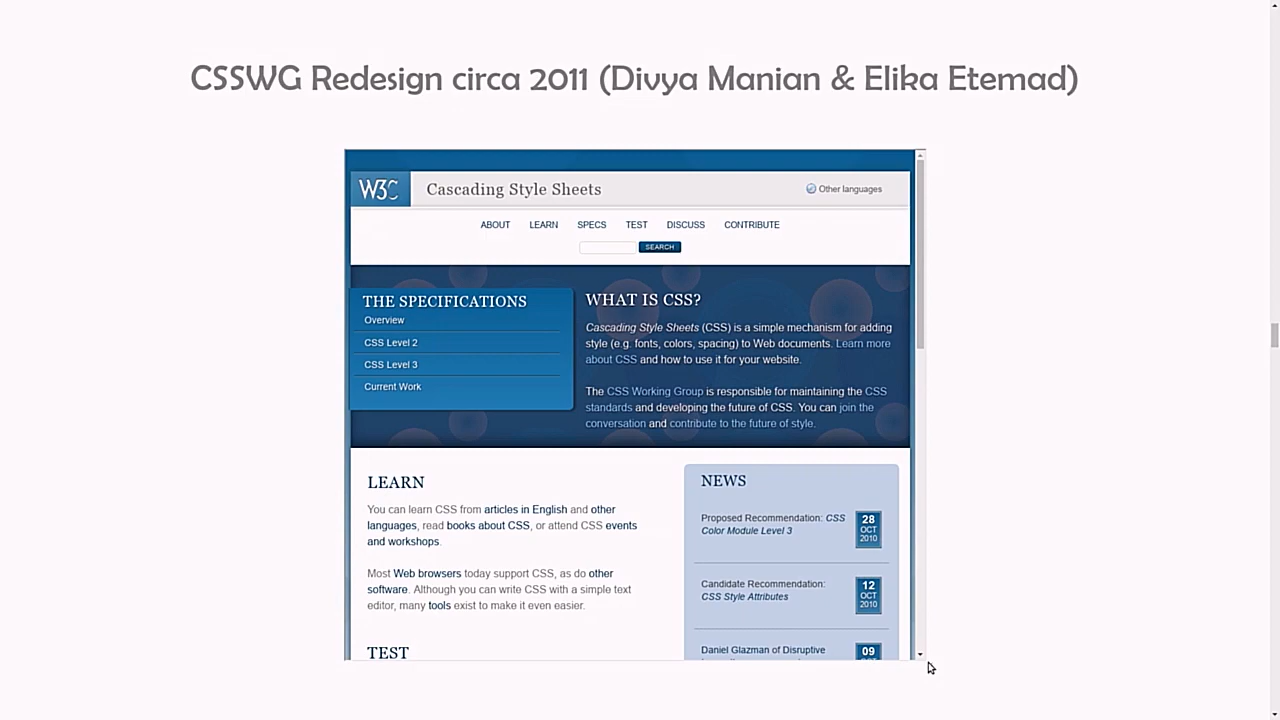 CSSWG Redesign circa 2011 (Divya Manian & Elika Etemad)
W3C
Cascading Style Sheets
Other languages
ABOUT LEARN SPECS TEST DISCUSS CONTRIBUTE
SEARCH
THE SPECIFICATIONS
Overview
CSS Level 2
CSS Level 3
Current Work
WHAT IS CSS?
Cascading Style Sheets (CSS) is a simple mechanism for adding
style (e.g. fonts, colors, spacing) to Web documents. Learn more
about CSS and how to use it for your website.
The CSS Working Group is responsible for maintaining the CSS
standards and developing the future of CSS. You can join the
conversation and contribute to the future of style.
LEARN
You can learn CSS from articles in English and other
languages, read books about CSS, or attend CSS events
and workshops.
Most Web browsers today support CSS, as do other
software. Although you can write CSS with a simple text
editor, many tools exist to make it even easier.
TEST
NEWS
Proposed Recommendation: CSS
Color Module Level 3
28
OCT
2010
Candidate Recommendation:
CSS Style Attributes
12
OCT
2010
Daniel Glazman of Disruptive
09